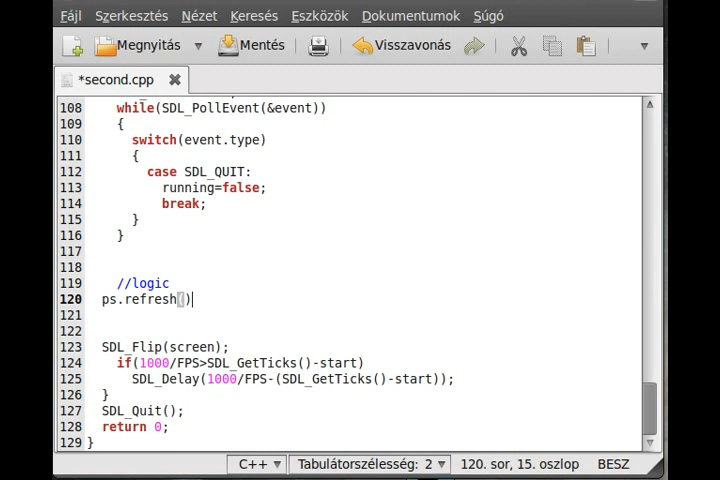 Fájl Szerkesztés Nézet Keresés Eszközök Dokumentumok Súgó
Megnyitás Mentés Visszavonás
*second.cpp
108 while(SDL_PollEvent(&event))
109 {
110 switch(event.type)
111 {
112 case SDL_QUIT:
113 running=false;
114 break;
115 }
116 }
117
118
119 //logic
120 ps.refresh()
121
122
123 SDL_Flip(screen);
124 if(1000/FPS>SDL_GetTicks()-start)
125 SDL_Delay(1000/FPS-(SDL_GetTicks()-start));
126 }
127 SDL_Quit();
128 return 0;
129 }
C++ Tabulátorszélesség: 2 120. sor, 15. oszlop BESZ